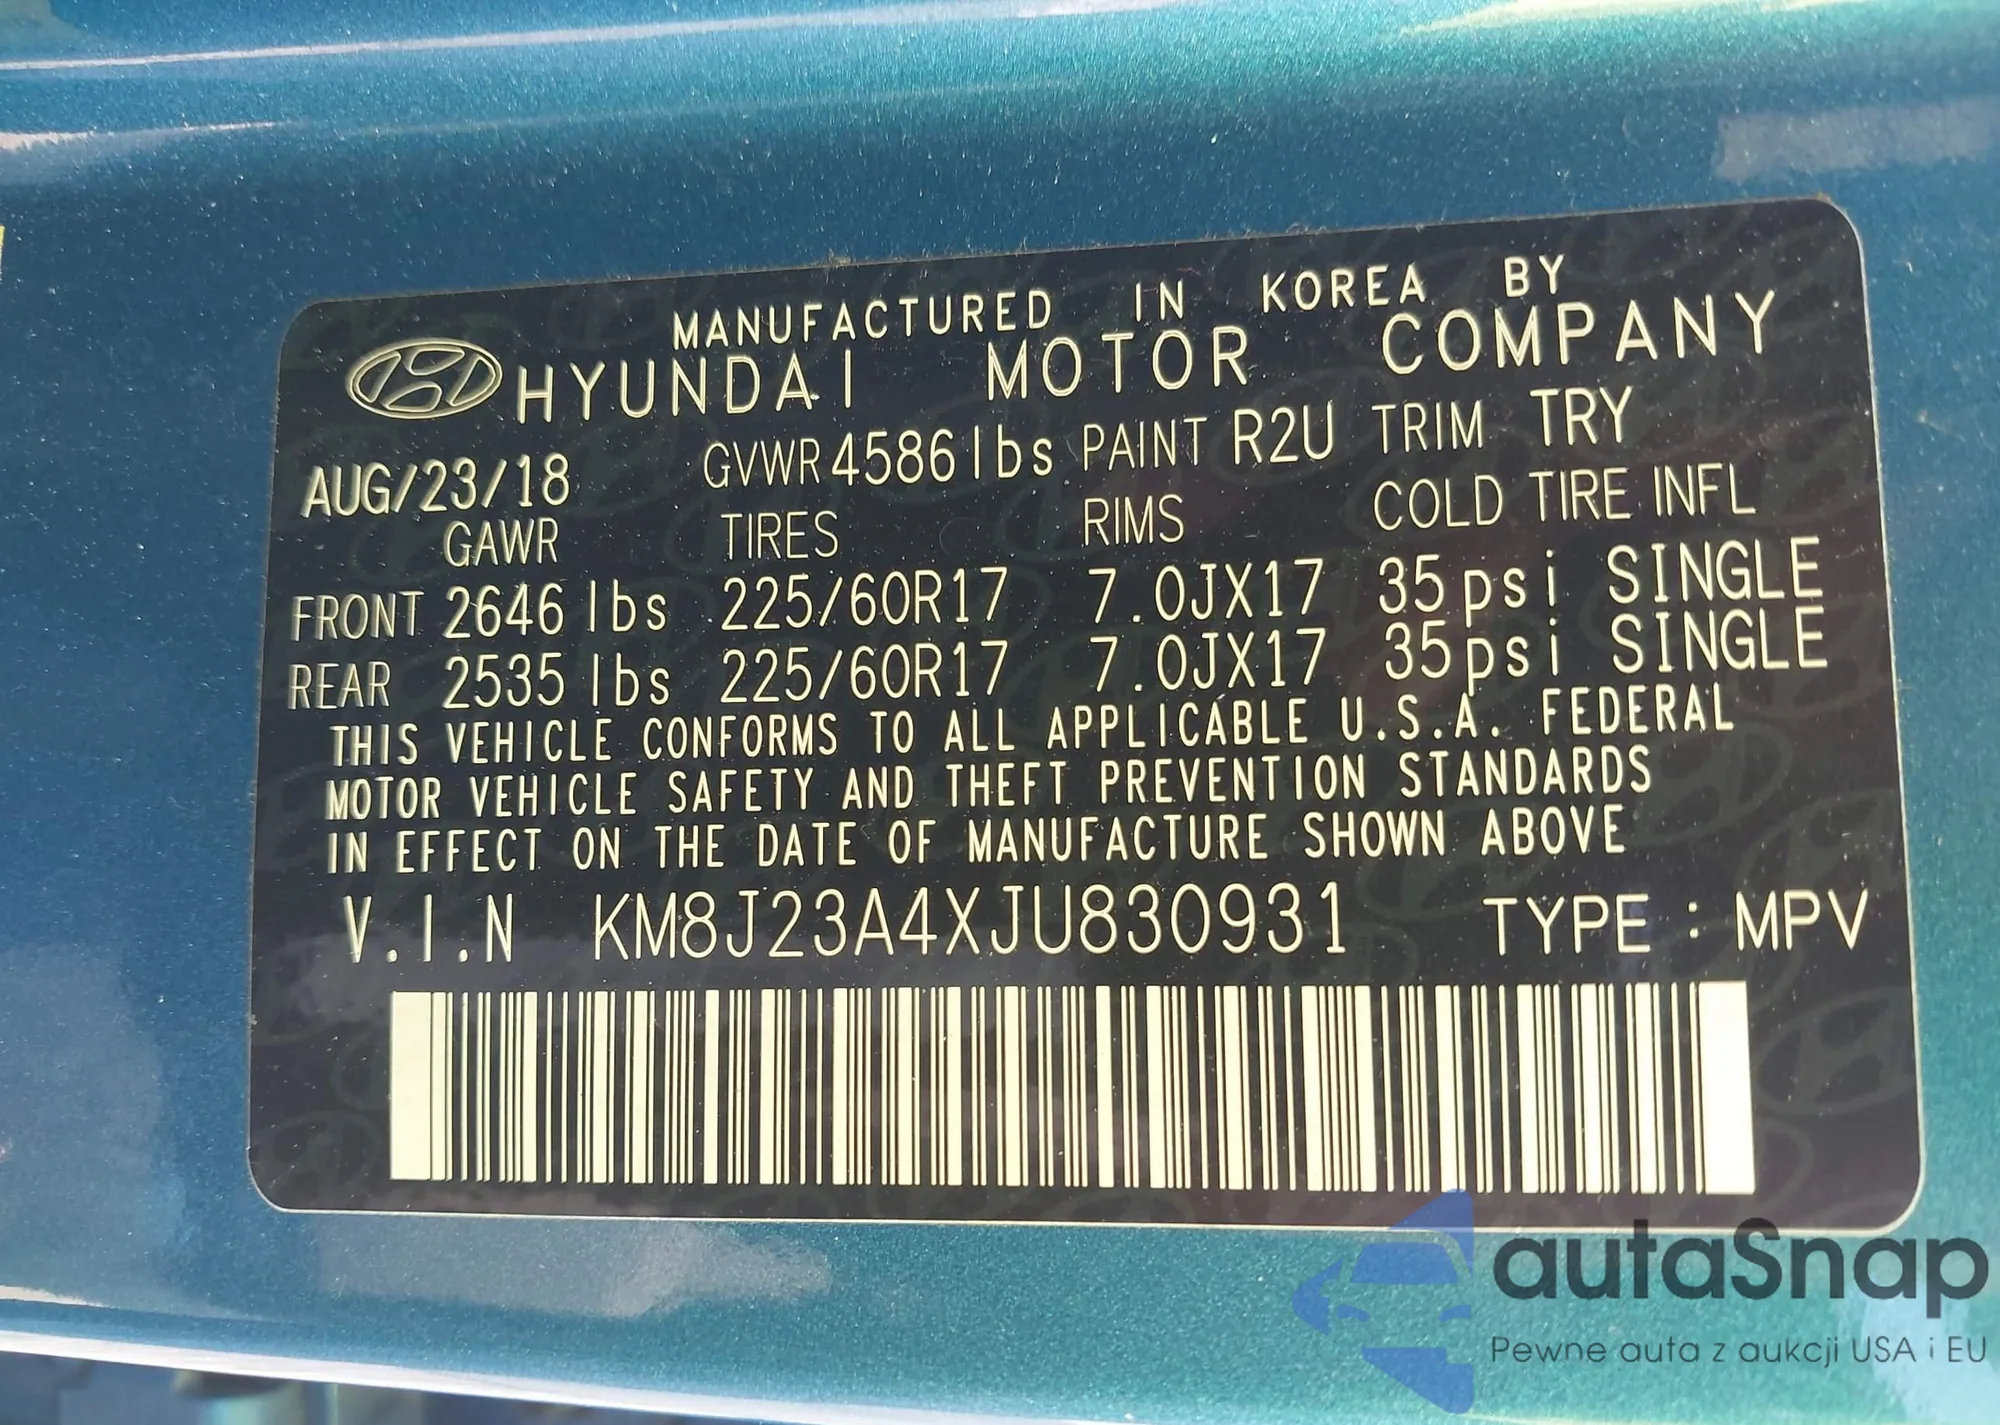 MANUFACTURED IN KOREA BY
HYUNDAI MOTOR COMPANY
AUG/23/18 GVWR 4586 lbs PAINT R2U TRIM TRY
GAWR TIRES RIMS COLD TIRE INFL
FRONT 2646 lbs 225/60R17 7.0JX17 35psi SINGLE
REAR 2535 lbs 225/60R17 7.0JX17 35psi SINGLE
THIS VEHICLE CONFORMS TO ALL APPLICABLE U.S.A. FEDERAL
MOTOR VEHICLE SAFETY AND THEFT PREVENTION STANDARDS
IN EFFECT ON THE DATE OF MANUFACTURE SHOWN ABOVE
V.I.N KM8J23A4XJU830931 TYPE : MPV
autaSnap
Pewne auta z aukcji USA i EU